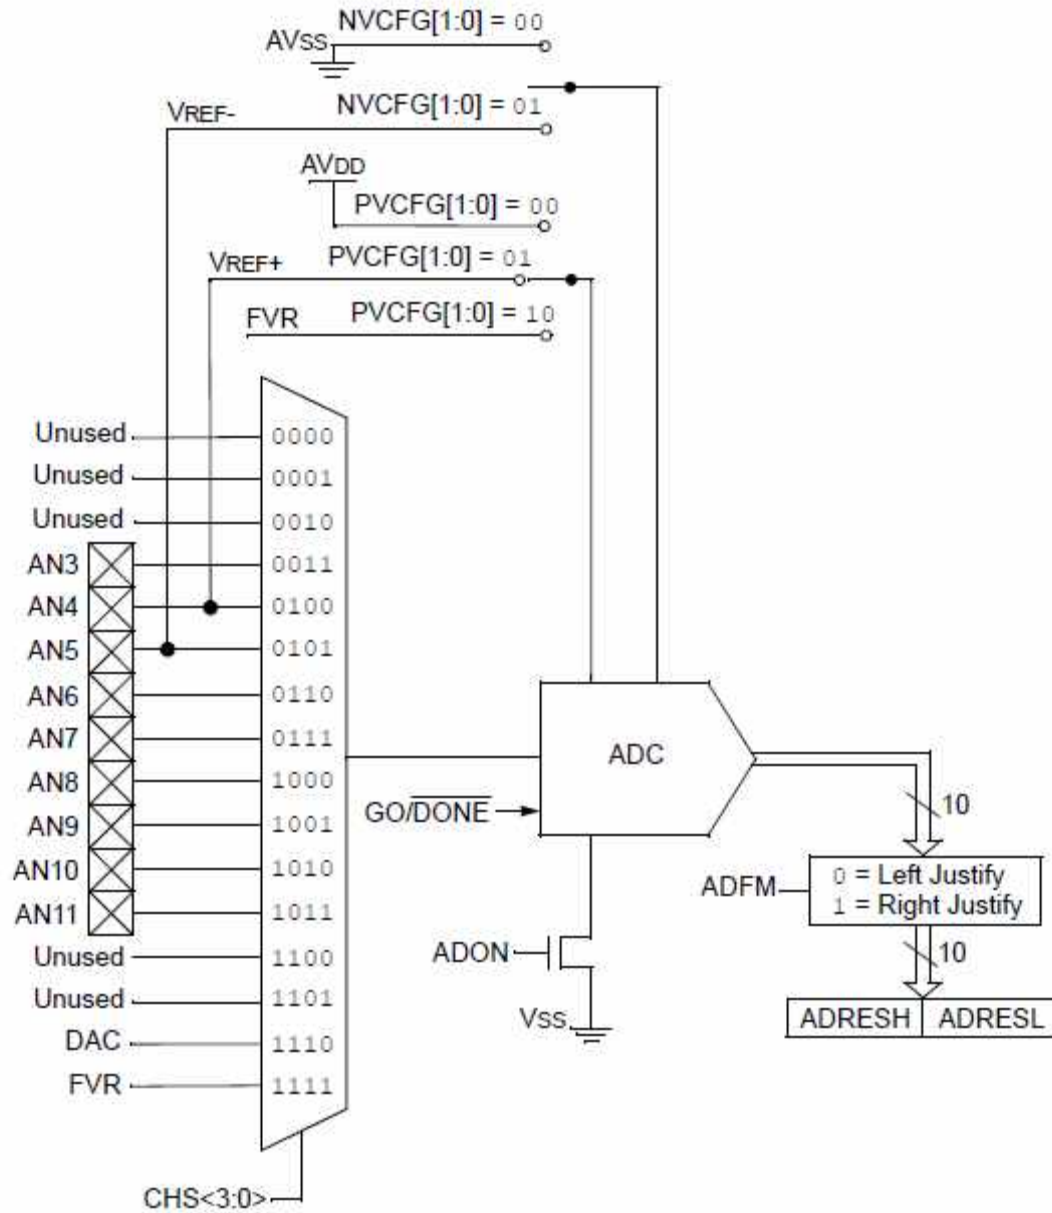 NVCFG[1:0] = 00
AVSS
NVCFG[1:0] = 01
VREF-
AVDD
PVCFG[1:0] = 00
VREF+
PVCFG[1:0] = 01
FVR
PVCFG[1:0] = 10
Unused 0000
Unused 0001
Unused 0010
AN3 0011
AN4 0100
AN5 0101
AN6 0110
AN7 0111
AN8 1000
AN9 1001
AN10 1010
AN11 1011
Unused 1100
Unused 1101
DAC 1110
FVR 1111
CHS<3:0>
ADC
GO/DONE
ADON
VSS
10
ADFM
0 = Left Justify
1 = Right Justify
10
ADRESH ADRESL